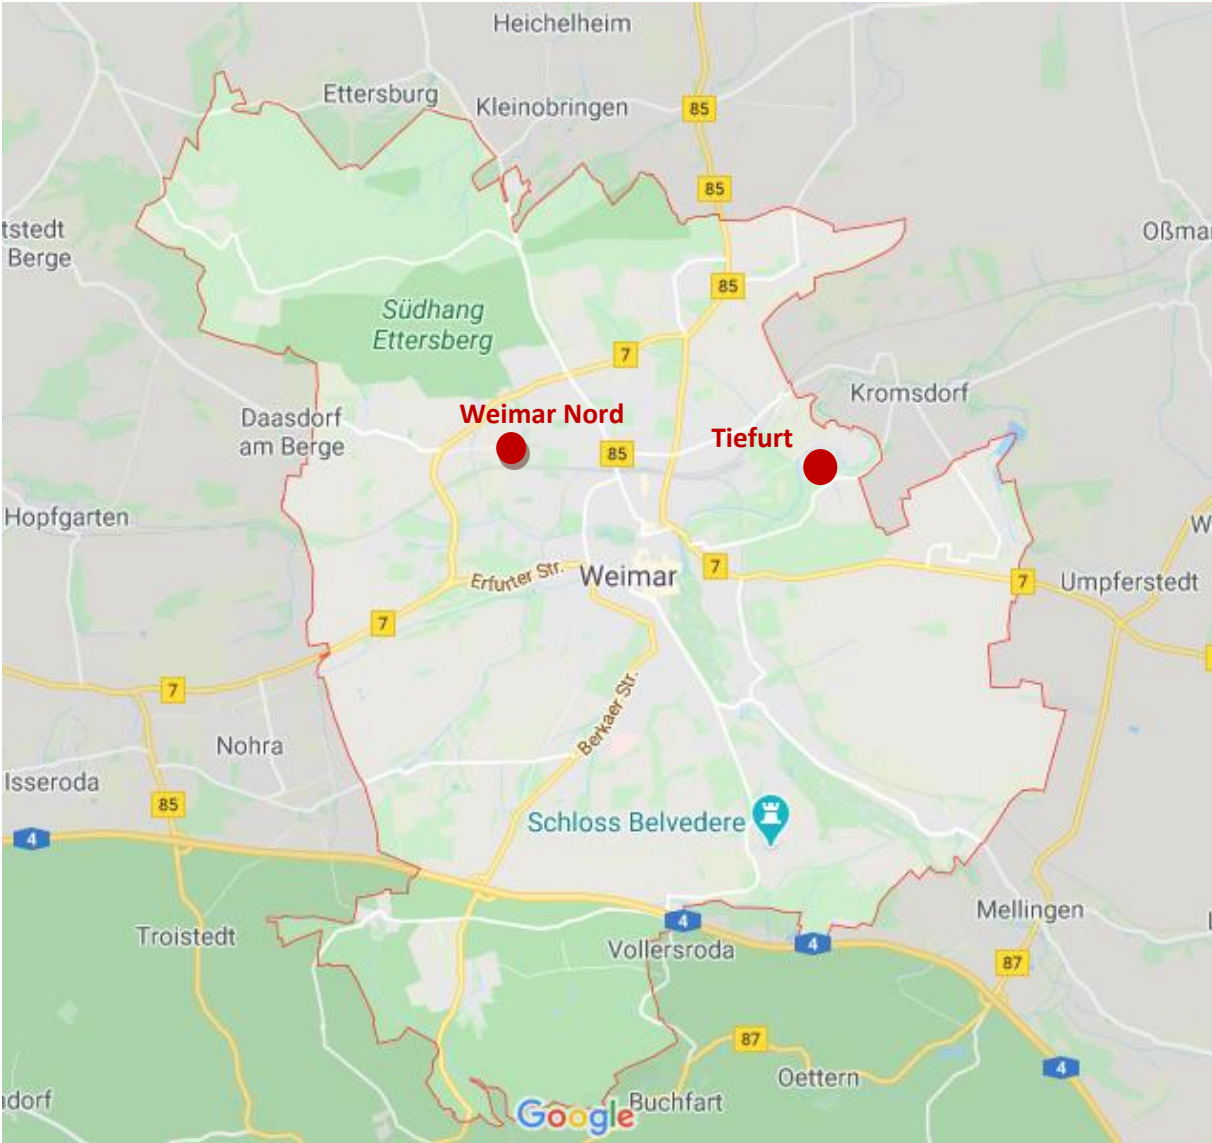 Heichelheim
Ettersburg
Kleinobringen
85
85
tstedt
Berge
Oßma
85
Südhang
Ettersberg
7
Kromsdorf
Daasdorf
am Berge
Weimar Nord
Tiefurt
85
Hopfgarten
W
7
Erfurter Str.
Weimar
7
Umpferstedt
7
7
Berkaer Str.
Nohra
Isseroda
85
4
Schloss Belvedere
Mellingen
4
4
Troistedt
Vollersroda
87
87
4
Oettern
dorf
Google
Buchfart